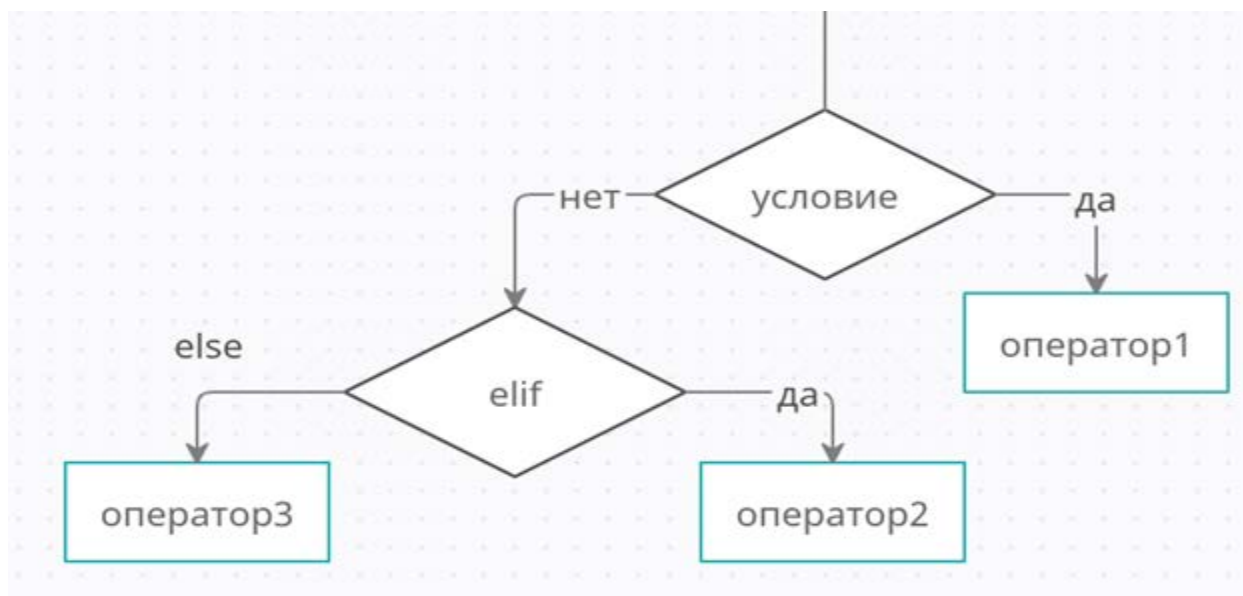 нет
условие
да
оператор1
else
elif
да
оператор3
оператор2